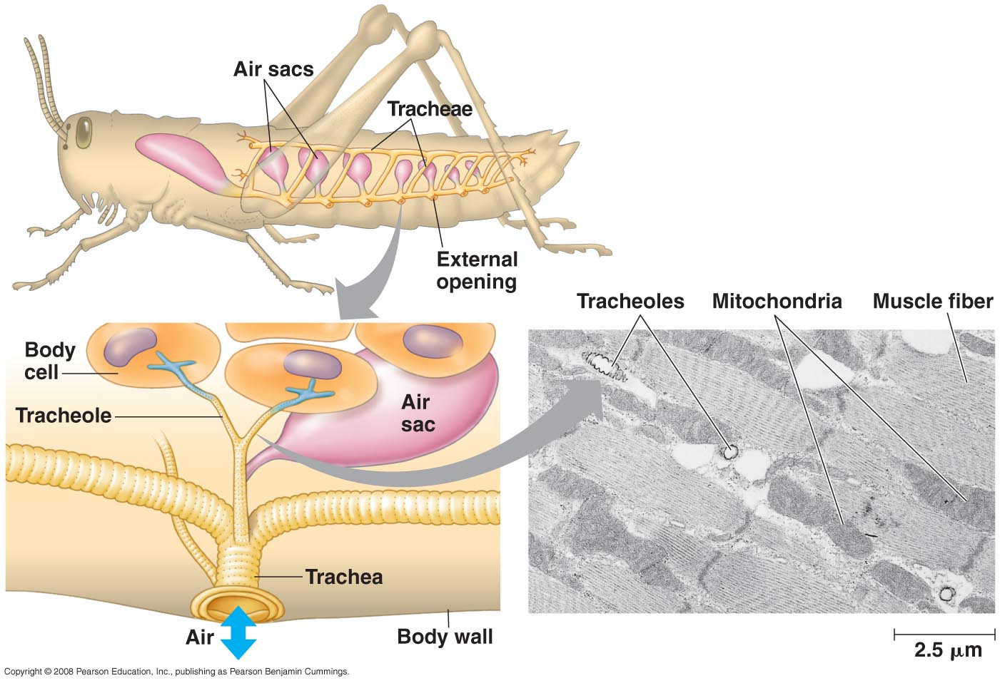 Air sacs
Tracheae
External
opening
Tracheoles
Mitochondria
Muscle fiber
Body
cell
Tracheole
Air
sac
Trachea
Air
Body wall
2.5 µm
Copyright © 2008 Pearson Education, Inc., publishing as Pearson Benjamin Cummings.